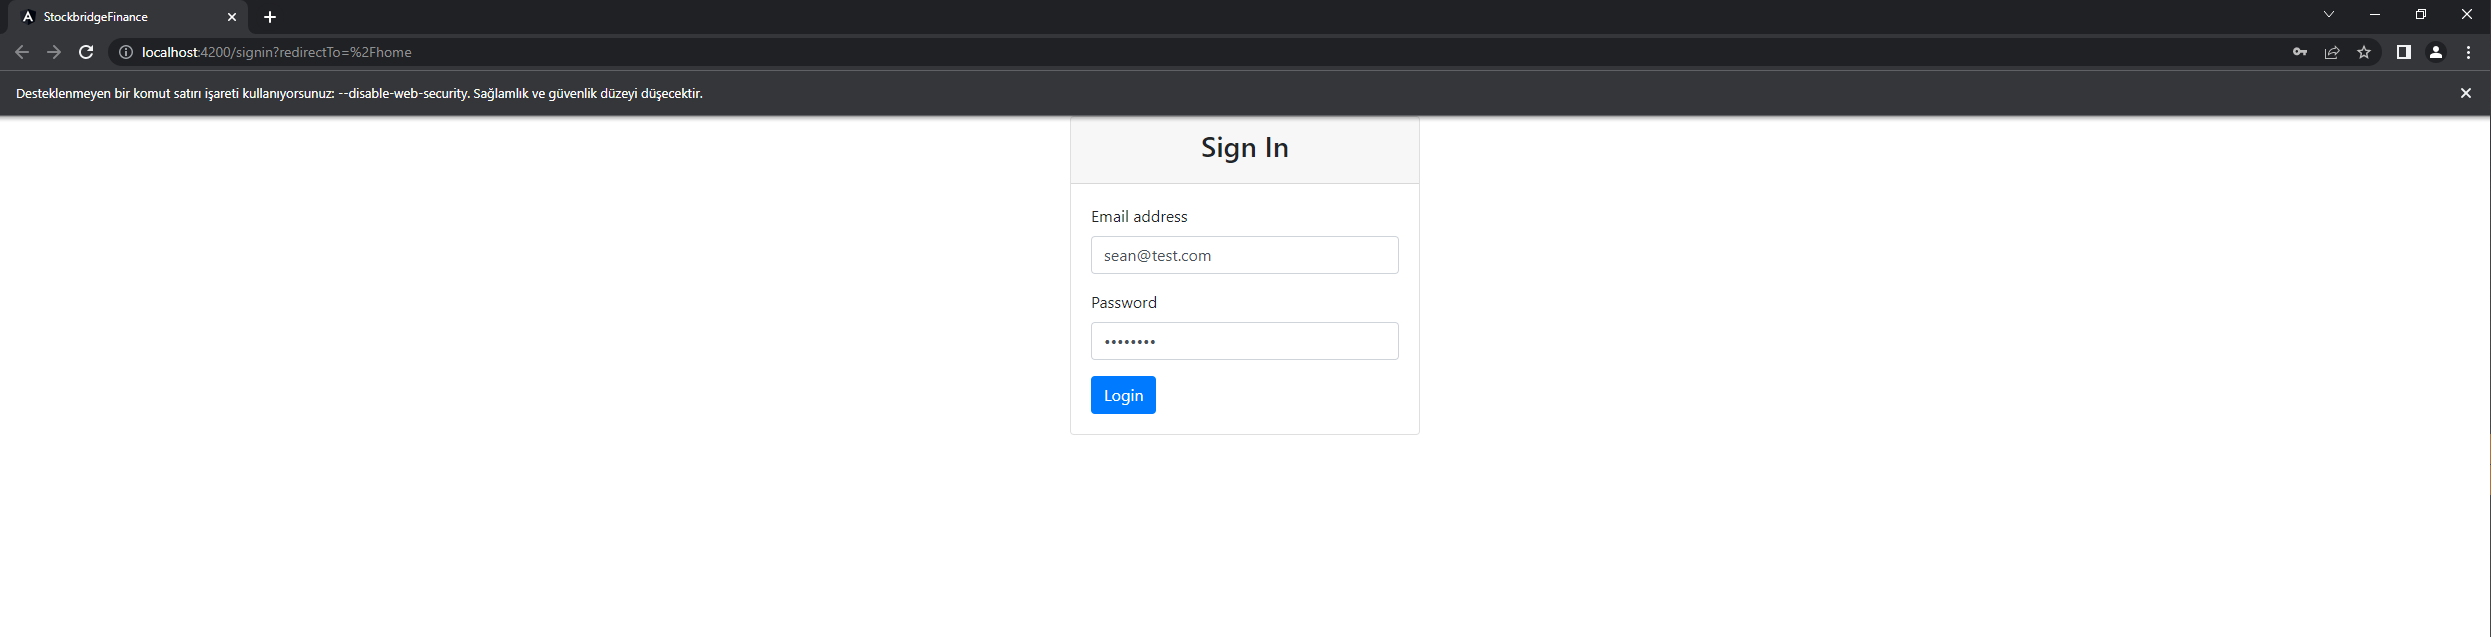 StockbridgeFinance
localhost:4200/signin?redirectTo=%2Fhome
Desteklenmeyen bir komut satırı işareti kullanıyorsunuz: --disable-web-security. Sağlamlık ve güvenlik düzeyi düşecektir.
Sign In
Email address
sean@test.com
Password
••••••••
Login